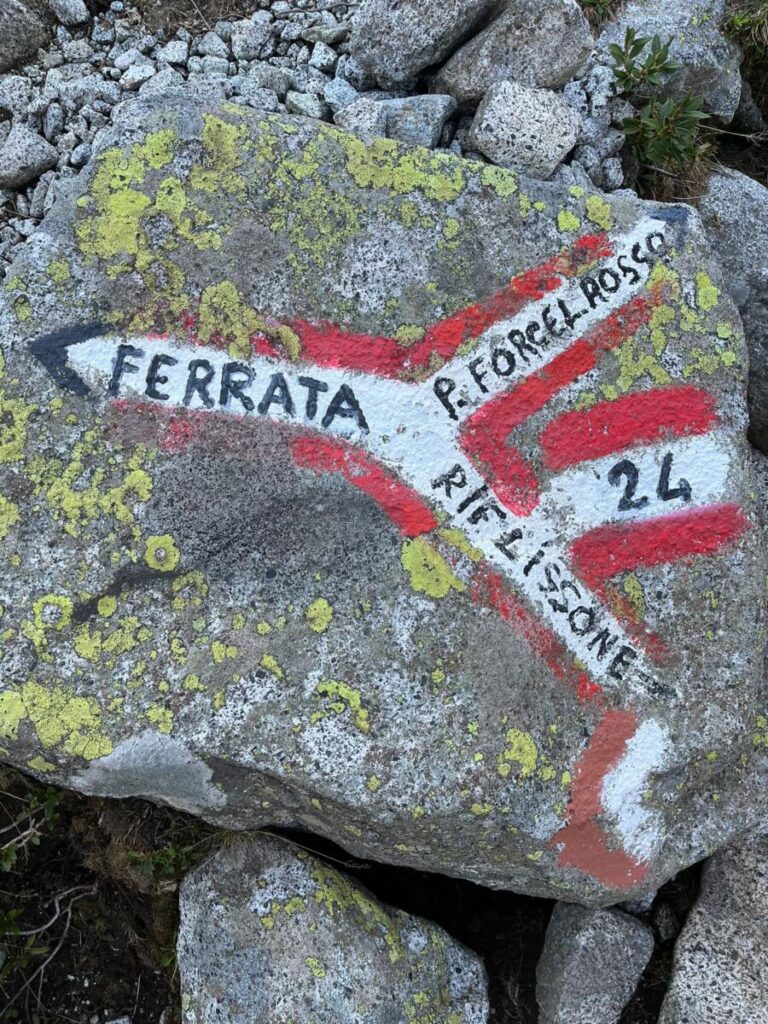 FERRATA
P. FORCEL ROSSO
24
RIF LISSONE